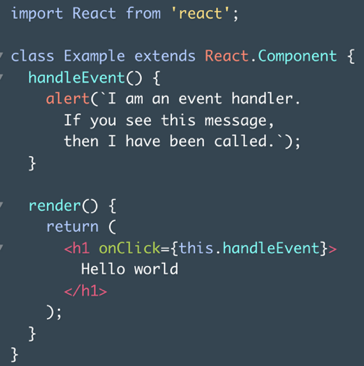 import React from 'react';
class Example extends React.Component {
handleEvent() {
alert(`I am an event handler.
If you see this message,
then I have been called.`);
}
render() {
return (
<h1 onClick={this.handleEvent}>
Hello world
</h1>
);
}
}